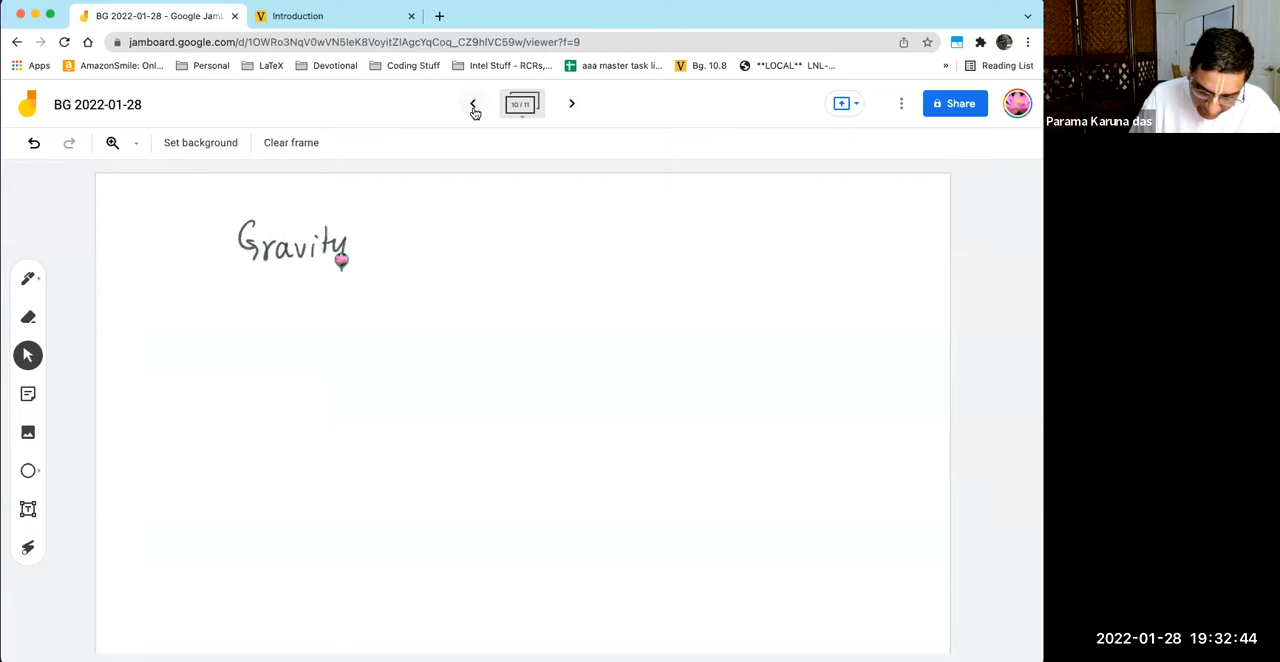 BG 2022-01-28 - Google Jam
Introduction
jamboard.google.com/d/1OWRo3NqV0wVN5leK8VoyitZlAgcYqCoq_CZ9hlVC59w/viewer?f=9
Apps AmazonSmile: Onl... Personal LaTeX Devotional Coding Stuff Intel Stuff - RCRs,... aaa master task li... Bg. 10.8 **LOCAL** LNL-... » Reading List
BG 2022-01-28
10 / 11
Share
Parama Karuna das
Set background Clear frame
Gravity
2022-01-28 19:32:44